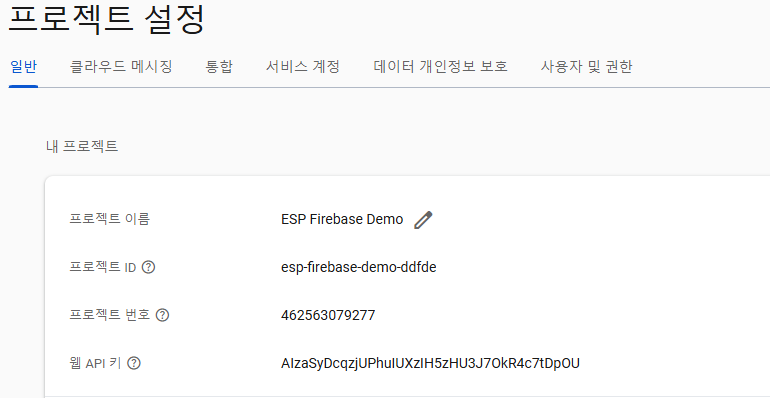 프로젝트 설정
일반 클라우드 메시징 통합 서비스 계정 데이터 개인정보 보호 사용자 및 권한
내 프로젝트
프로젝트 이름 ESP Firebase Demo
프로젝트 ID esp-firebase-demo-ddfde
프로젝트 번호 462563079277
웹 API 키 AIzaSyDcqzjUPhuIUXzIH5zHU3J7OkR4c7tDpOU